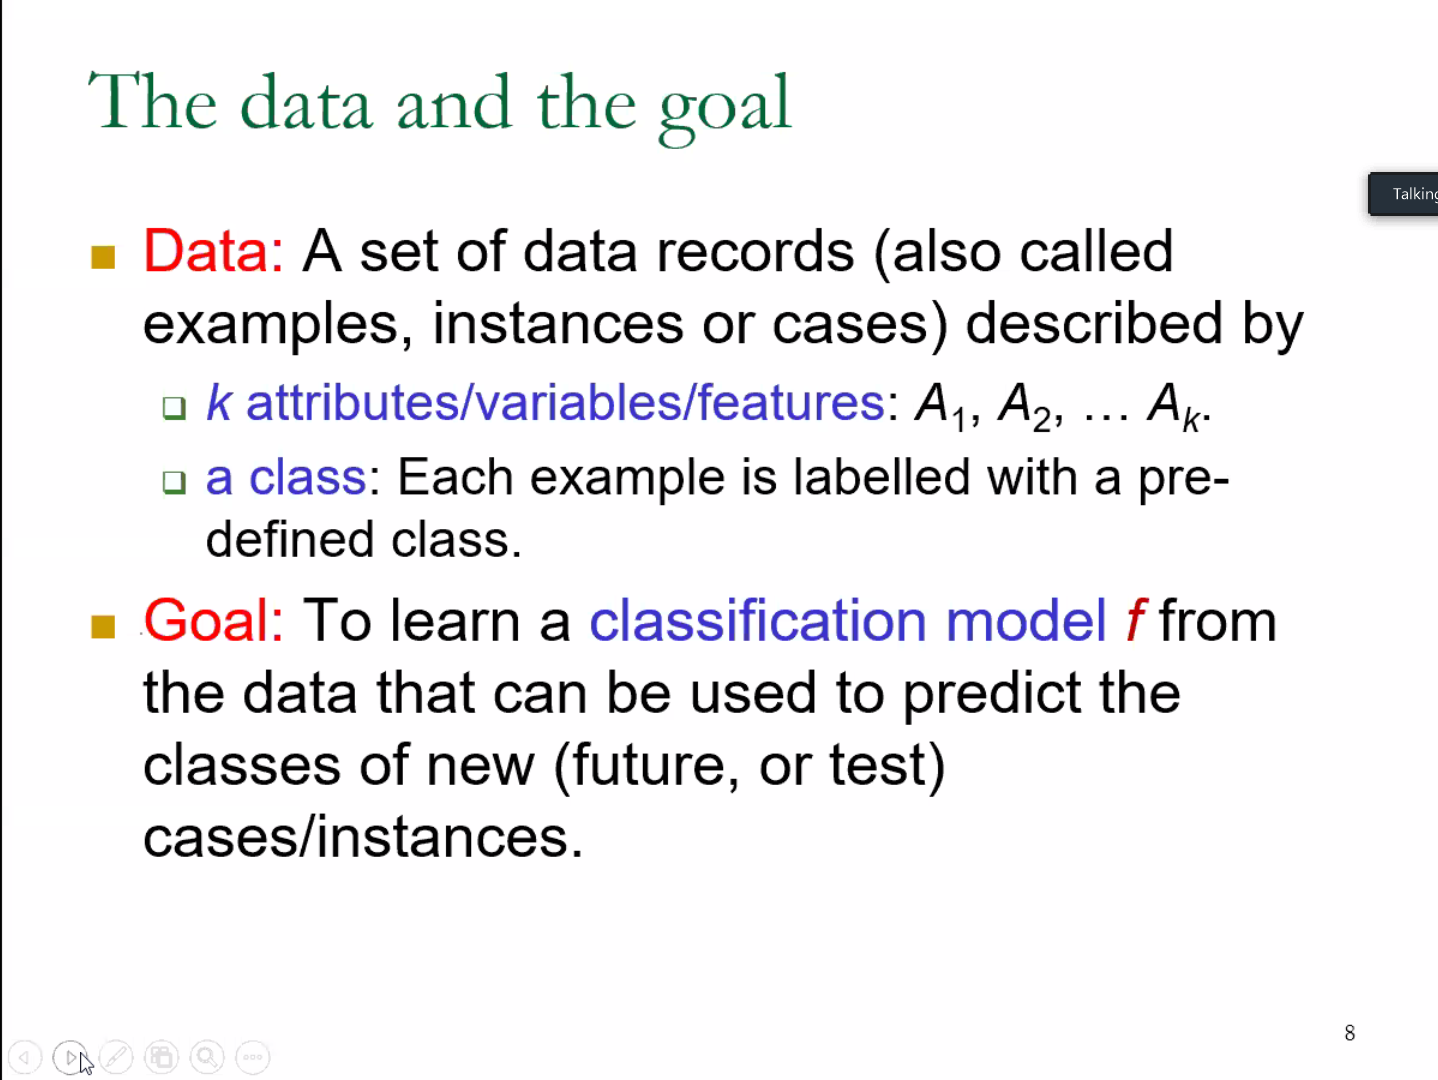 The data and the goal
Talking
Data: A set of data records (also called
examples, instances or cases) described by
k attributes/variables/features: A1, A2, … Ak.
a class: Each example is labelled with a pre-
defined class.
Goal: To learn a classification model f from
the data that can be used to predict the
classes of new (future, or test)
cases/instances.
8